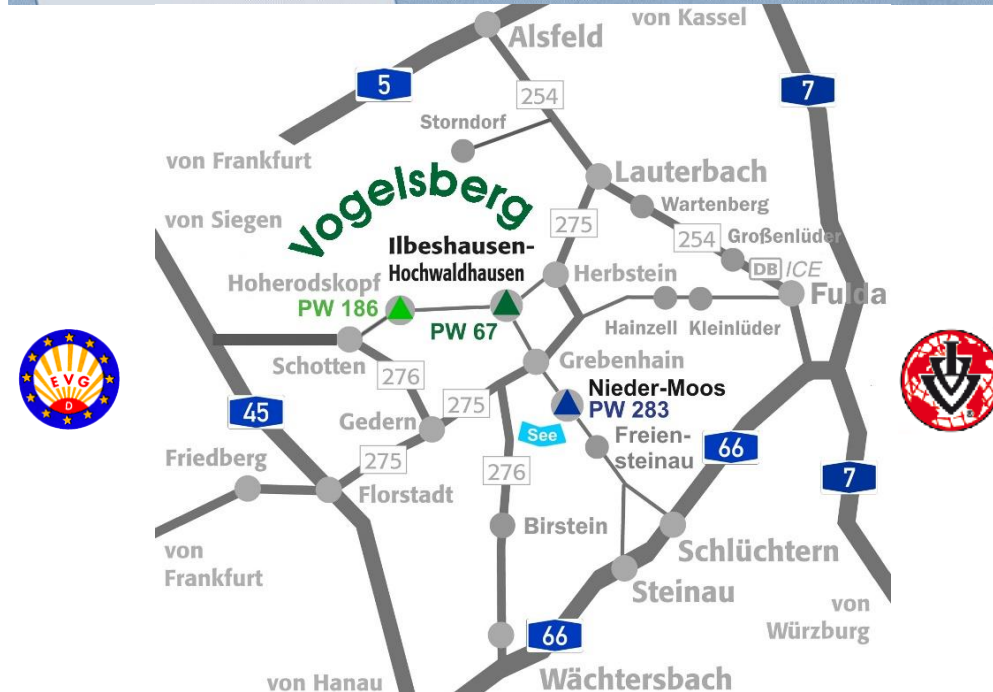 von Kassel
Alsfeld
5
7
254
Storndorf
von Frankfurt
Lauterbach
Vogelsberg
Wartenberg
von Siegen
275
254
Großenlüder
Ilbeshausen-
Hochwaldhausen
DB ICE
Hoherodskopf
PW 186
Herbstein
Fulda
PW 67
Hainzell
Kleinlüder
Schotten
Grebenhain
276
EVG
D
IVV
®
Nieder-Moos
PW 283
275
45
Gedern
See
Freien-
steinau
66
Friedberg
275
276
7
Florstadt
Birstein
von
Frankfurt
Schlüchtern
Steinau
von
Würzburg
66
von Hanau
Wächtersbach